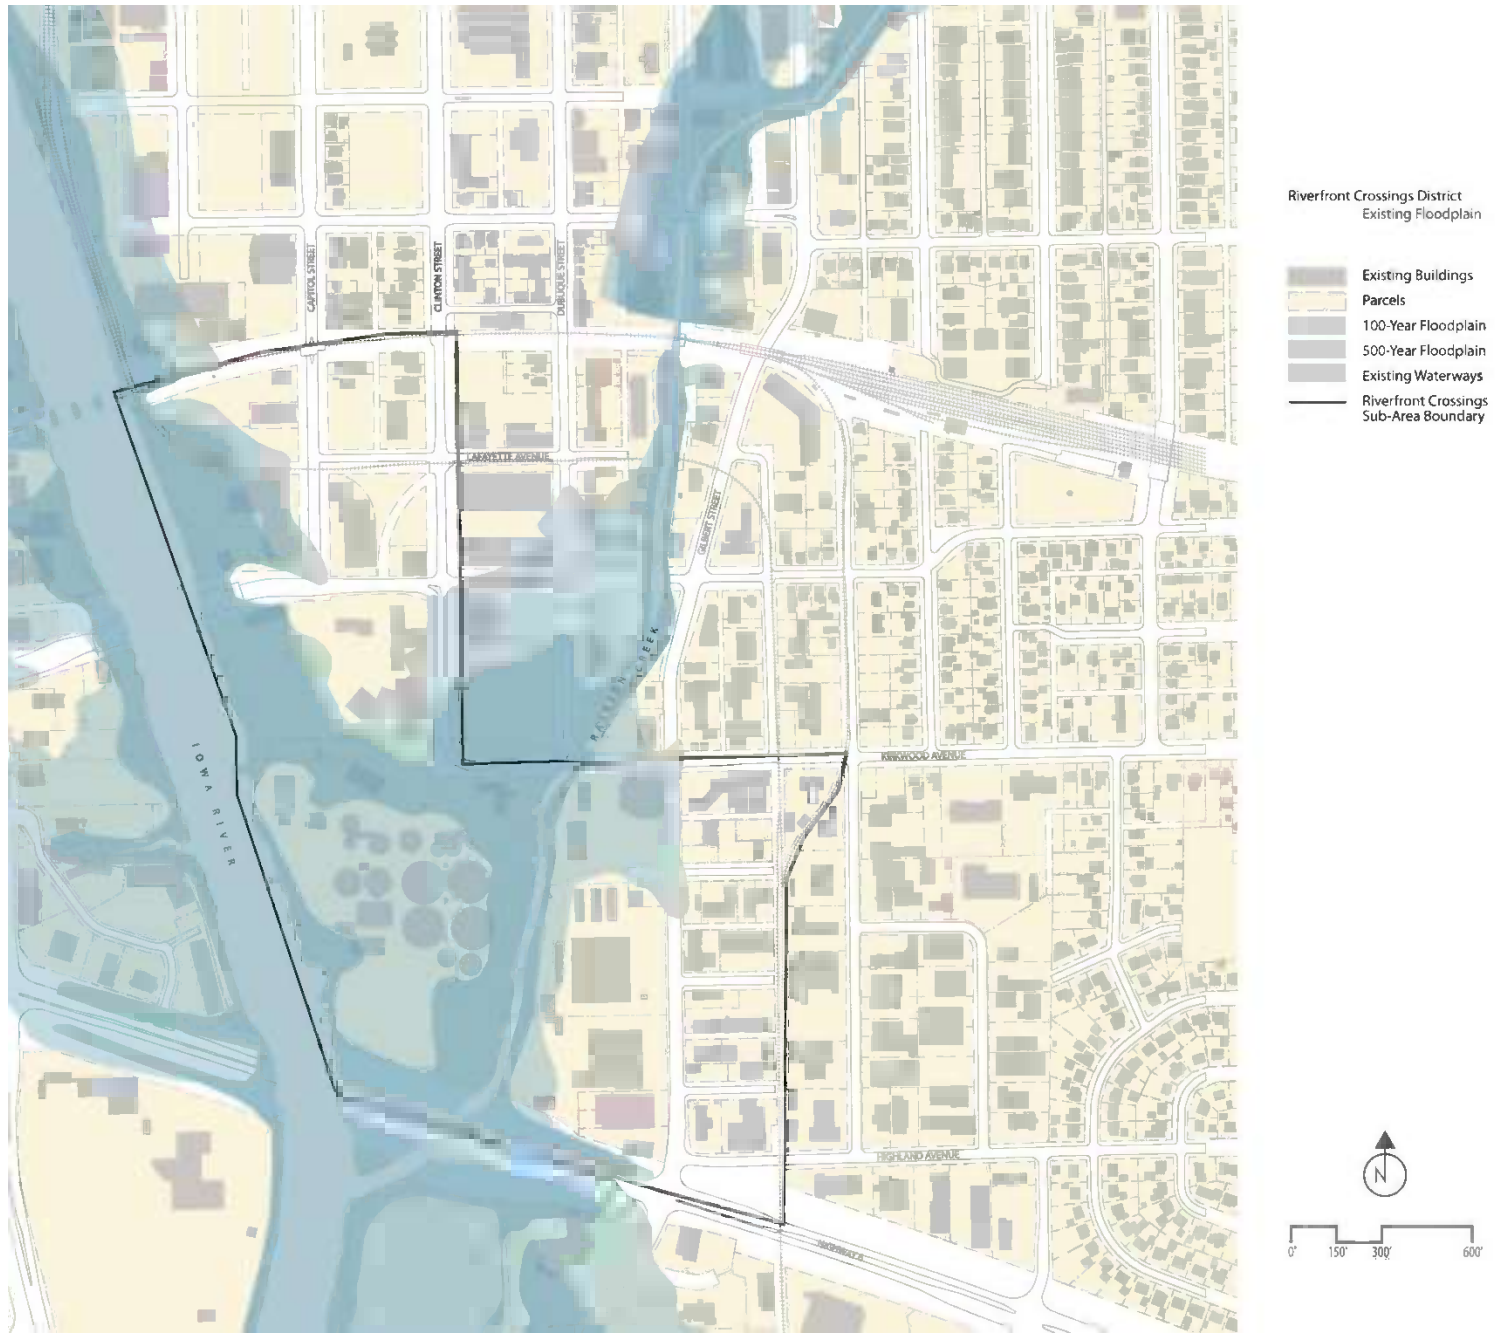 Riverfront Crossings District
Existing Floodplain
Existing Buildings
Parcels
100-Year Floodplain
500-Year Floodplain
Existing Waterways
Riverfront Crossings
Sub-Area Boundary
CAPITOL STREET
CLINTON STREET
DUBUQUE STREET
LAFAYETTE AVENUE
GILBERT STREET
RALSTON CREEK
IOWA RIVER
KIRKWOOD AVENUE
HIGHLAND AVENUE
HIGHWAY 6
N
0' 150' 300' 600'